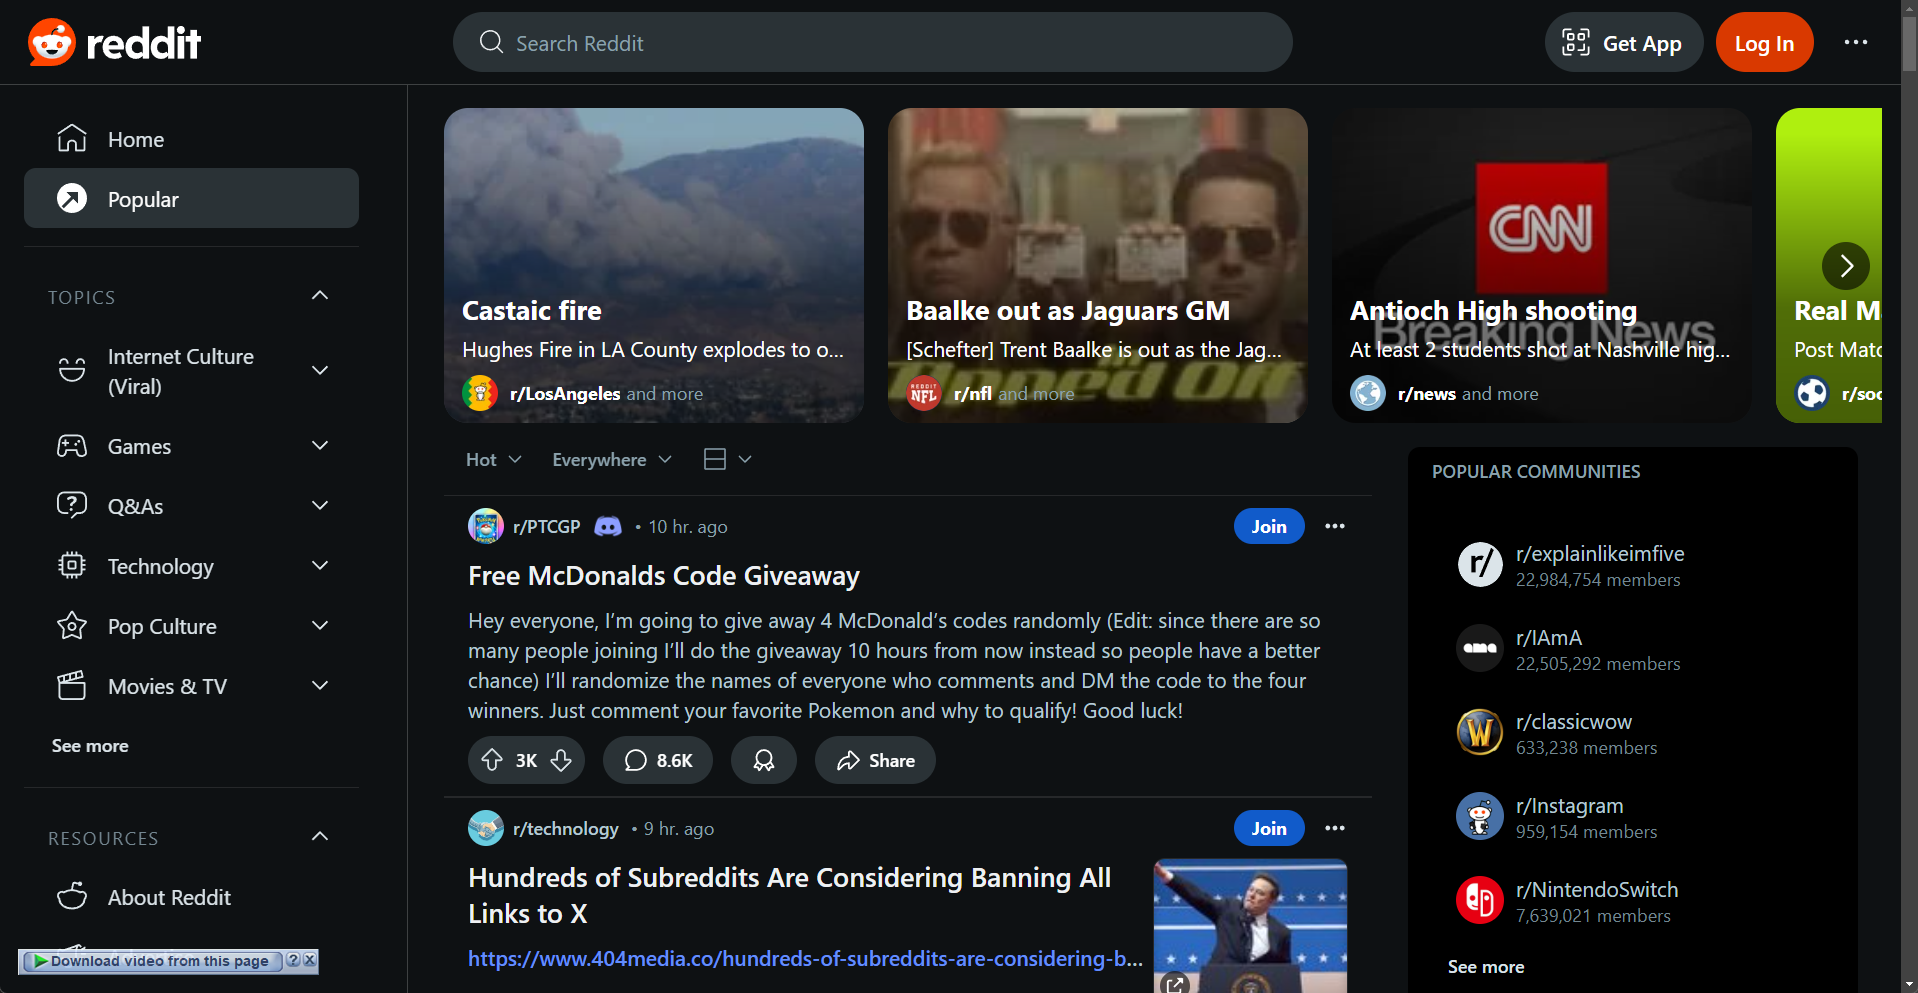 reddit
Search Reddit
Get App
Log In
Home
Popular
TOPICS
Internet Culture
(Viral)
Games
Q&As
Technology
Pop Culture
Movies & TV
See more
RESOURCES
About Reddit
Download video from this page
?
X
Castaic fire
Hughes Fire in LA County explodes to o...
r/LosAngeles and more
Baalke out as Jaguars GM
[Schefter] Trent Baalke is out as the Jag...
REDDIT
NFL
r/nfl and more
CNN
Breaking News
Antioch High shooting
At least 2 students shot at Nashville hig...
r/news and more
Real M
Post Matc
r/soc
Hot
Everywhere
r/PTCGP
• 10 hr. ago
Join
Free McDonalds Code Giveaway
Hey everyone, I’m going to give away 4 McDonald’s codes randomly (Edit: since there are so
many people joining I’ll do the giveaway 10 hours from now instead so people have a better
chance) I’ll randomize the names of everyone who comments and DM the code to the four
winners. Just comment your favorite Pokemon and why to qualify! Good luck!
3K
8.6K
Share
r/technology • 9 hr. ago
Join
Hundreds of Subreddits Are Considering Banning All
Links to X
https://www.404media.co/hundreds-of-subreddits-are-considering-b...
POPULAR COMMUNITIES
r/
r/explainlikeimfive
22,984,754 members
ama
r/IAmA
22,505,292 members
W
r/classicwow
633,238 members
r/Instagram
959,154 members
r/NintendoSwitch
7,639,021 members
See more